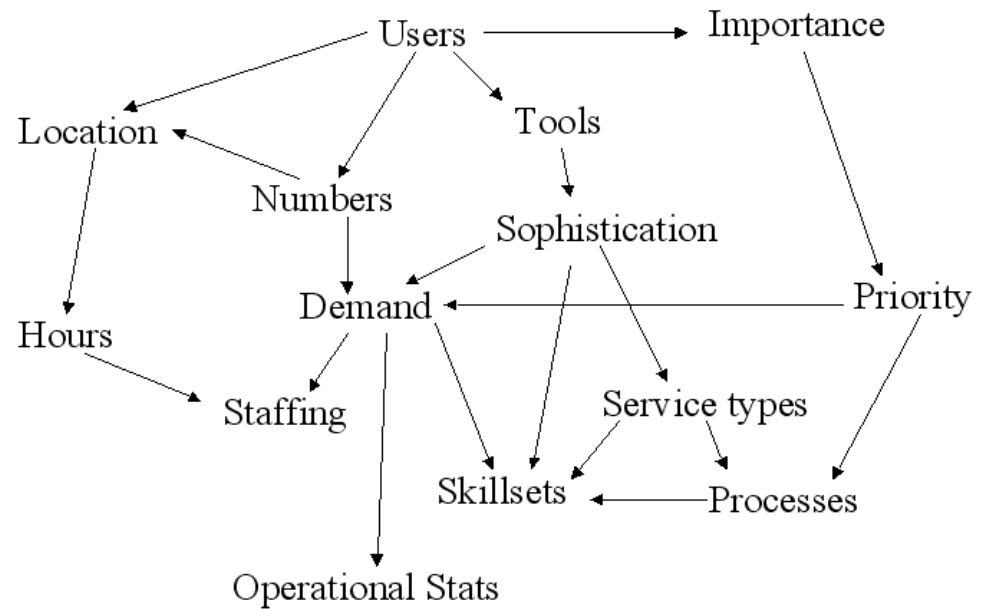 Users
Importance
Location
Tools
Numbers
Sophistication
Demand
Priority
Hours
Staffing
Service types
Skillsets
Processes
Operational Stats